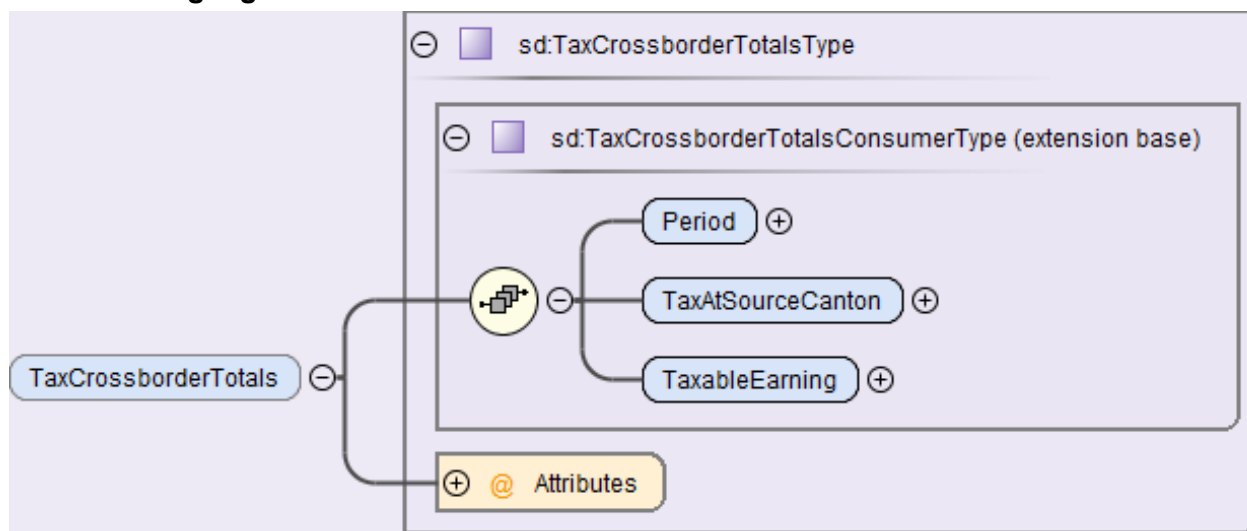 sd:TaxCrossborderTotalsType
sd:TaxCrossborderTotalsConsumerType (extension base)
Period
TaxAtSourceCanton
TaxableEarning
TaxCrossborderTotals
@ Attributes